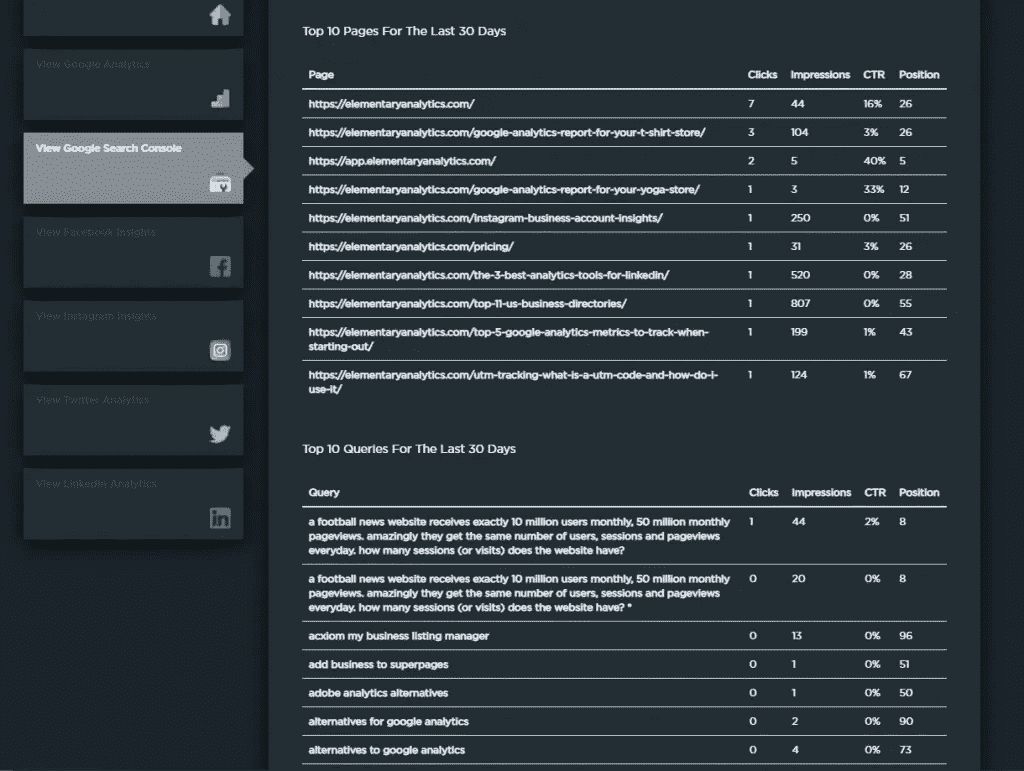 View Google Analytics
View Google Search Console
View Facebook Insights
View Instagram Insights
View Twitter Analytics
View LinkedIn Analytics
Top 10 Pages For The Last 30 Days
Page Clicks Impressions CTR Position
https://elementaryanalytics.com/ 7 44 16% 26
https://elementaryanalytics.com/google-analytics-report-for-your-t-shirt-store/ 3 104 3% 26
https://app.elementaryanalytics.com/ 2 5 40% 5
https://elementaryanalytics.com/google-analytics-report-for-your-yoga-store/ 1 3 33% 12
https://elementaryanalytics.com/instagram-business-account-insights/ 1 250 0% 51
https://elementaryanalytics.com/pricing/ 1 31 3% 26
https://elementaryanalytics.com/the-3-best-analytics-tools-for-linkedin/ 1 520 0% 28
https://elementaryanalytics.com/top-11-us-business-directories/ 1 807 0% 55
https://elementaryanalytics.com/top-5-google-analytics-metrics-to-track-when- 1 199 1% 43
starting-out/
https://elementaryanalytics.com/utm-tracking-what-is-a-utm-code-and-how-do-i- 1 124 1% 67
use-it/
Top 10 Queries For The Last 30 Days
Query Clicks Impressions CTR Position
a football news website receives exactly 10 million users monthly, 50 million monthly 1 44 2% 8
pageviews. amazingly they get the same number of users, sessions and pageviews
everyday. how many sessions (or visits) does the website have?
a football news website receives exactly 10 million users monthly, 50 million monthly 0 20 0% 8
pageviews. amazingly they get the same number of users, sessions and pageviews
everyday. how many sessions (or visits) does the website have? *
acxiom my business listing manager 0 13 0% 96
add business to superpages 0 1 0% 51
adobe analytics alternatives 0 1 0% 50
alternatives for google analytics 0 2 0% 90
alternatives to google analytics 0 4 0% 73